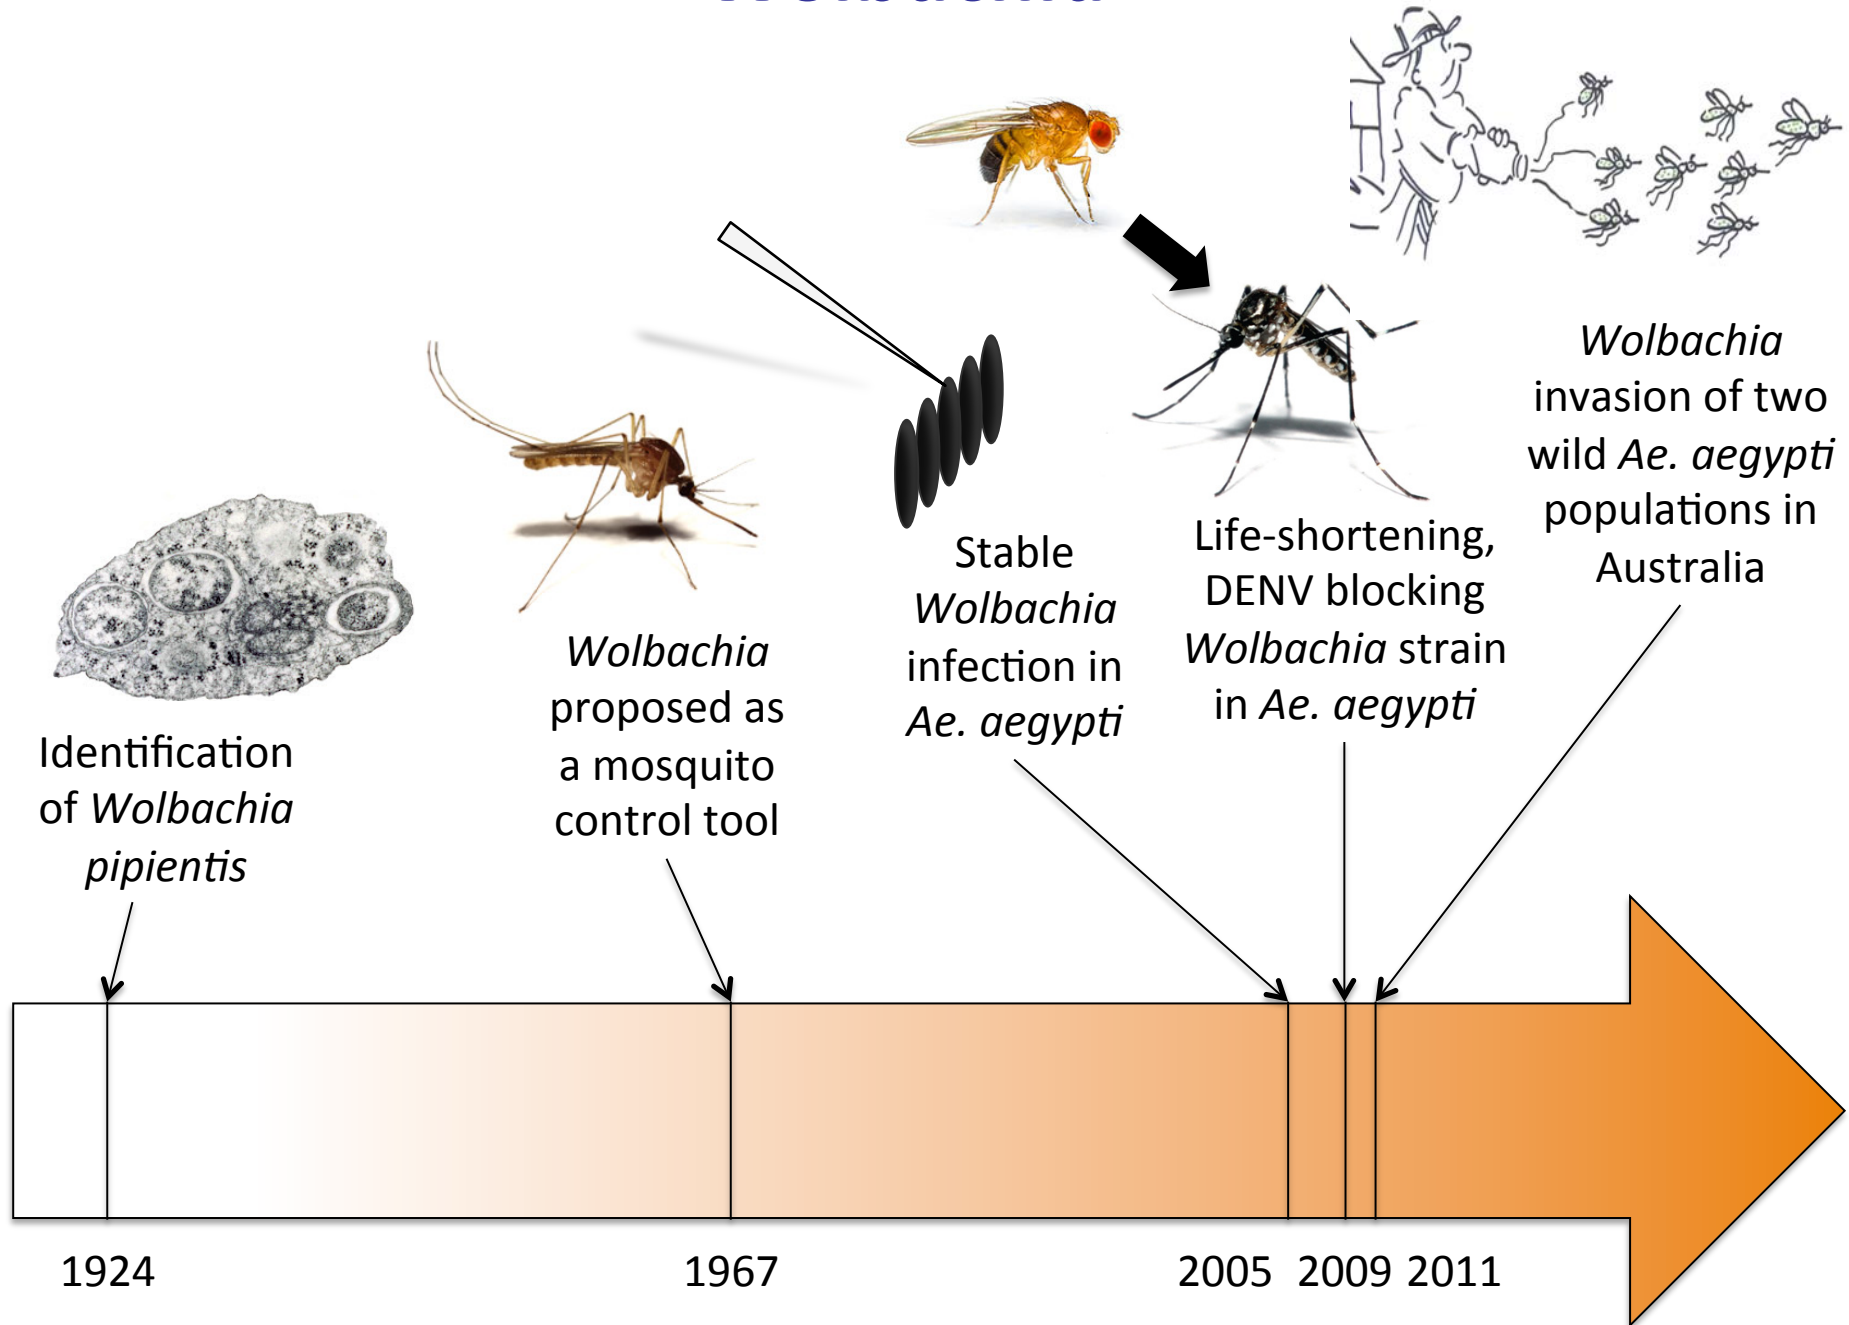 Identification
of Wolbachia
pipientis
Wolbachia
proposed as
a mosquito
control tool
Stable
Wolbachia
infection in
Ae. aegypti
Life-shortening,
DENV blocking
Wolbachia strain
in Ae. aegypti
Wolbachia
invasion of two
wild Ae. aegypti
populations in
Australia
1924
1967
2005 2009 2011